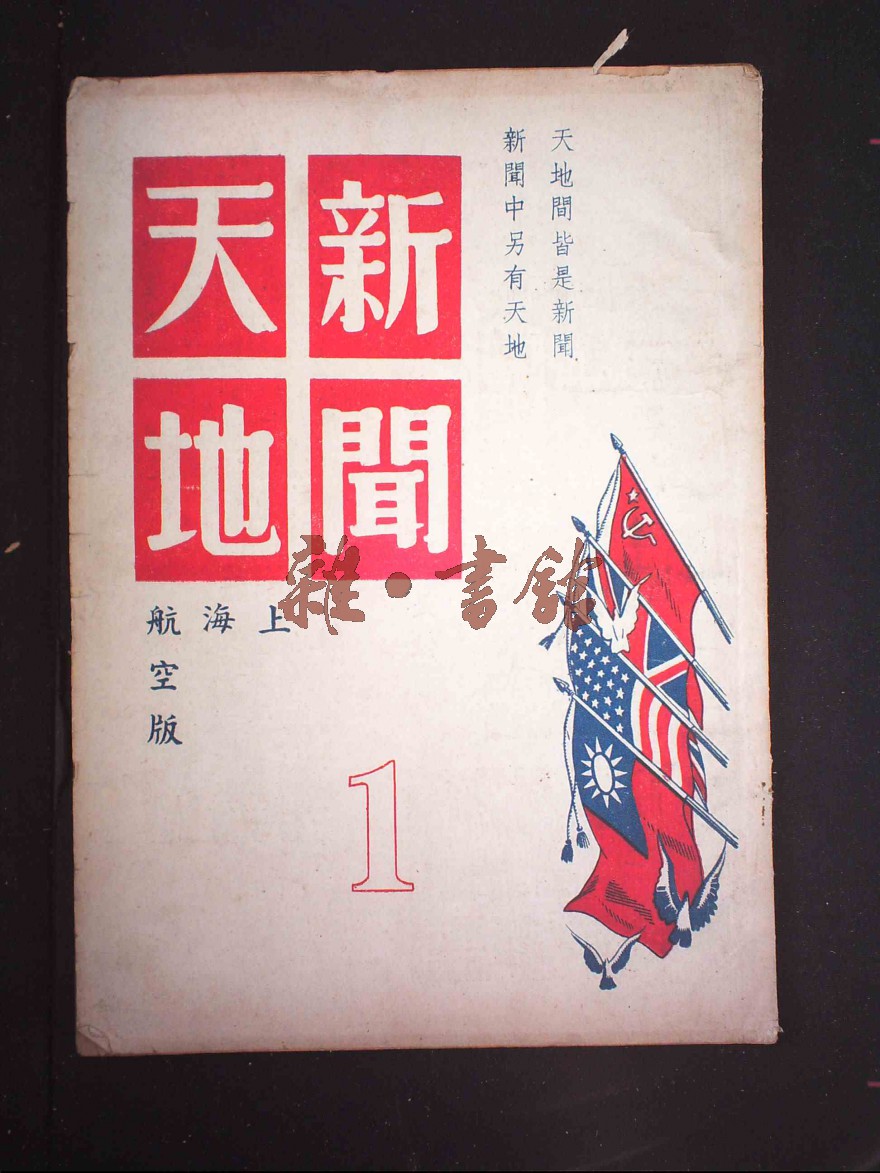 天地間皆是新聞
新聞中另有天地
新聞
天地
上海
航空版
1
雜·書館